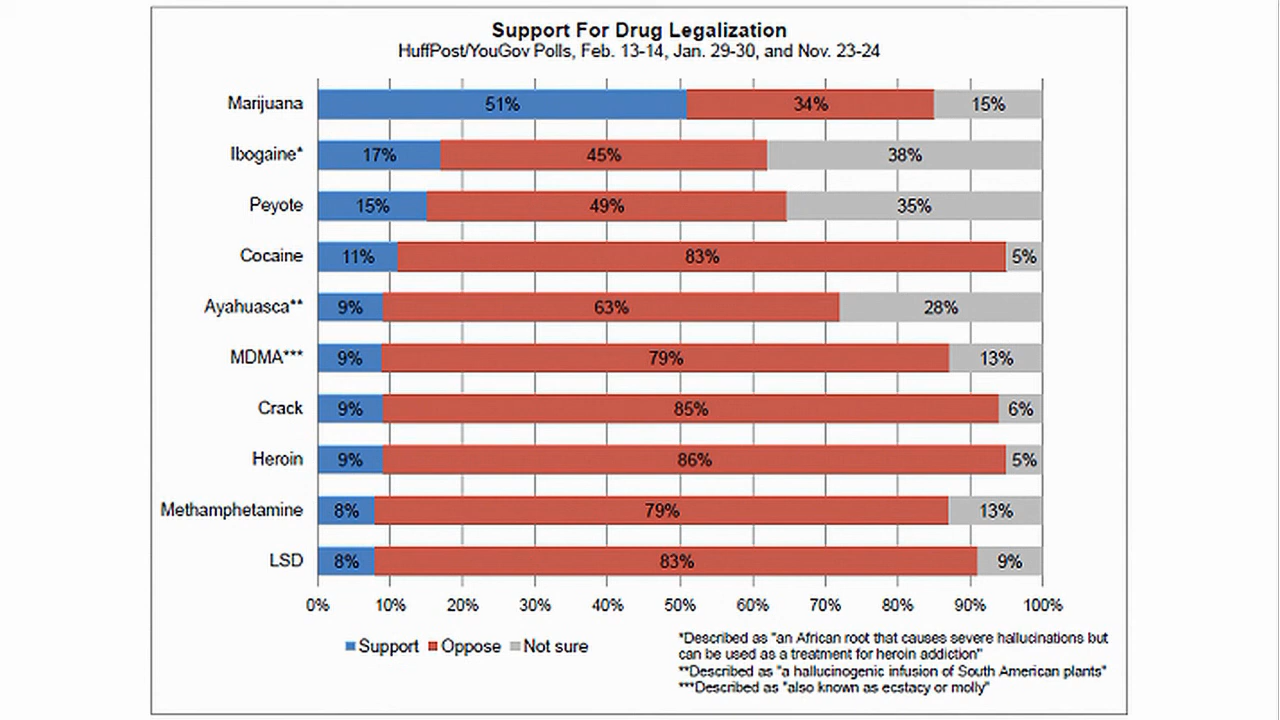 Support For Drug Legalization
HuffPost/YouGov Polls, Feb. 13-14, Jan. 29-30, and Nov. 23-24
Marijuana 51% 34% 15%
Ibogaine* 17% 45% 38%
Peyote 15% 49% 35%
Cocaine 11% 83% 5%
Ayahuasca** 9% 63% 28%
MDMA*** 9% 79% 13%
Crack 9% 85% 6%
Heroin 9% 86% 5%
Methamphetamine 8% 79% 13%
LSD 8% 83% 9%
0% 10% 20% 30% 40% 50% 60% 70% 80% 90% 100%
Support Oppose Not sure
*Described as "an African root that causes severe hallucinations but
can be used as a treatment for heroin addiction"
**Described as "a hallucinogenic infusion of South American plants"
***Described as "also known as ecstacy or molly"